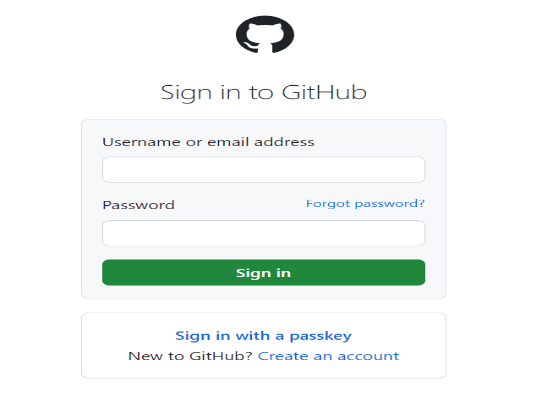 Sign in to GitHub
Username or email address
Password Forgot password?
Sign in
Sign in with a passkey
New to GitHub? Create an account